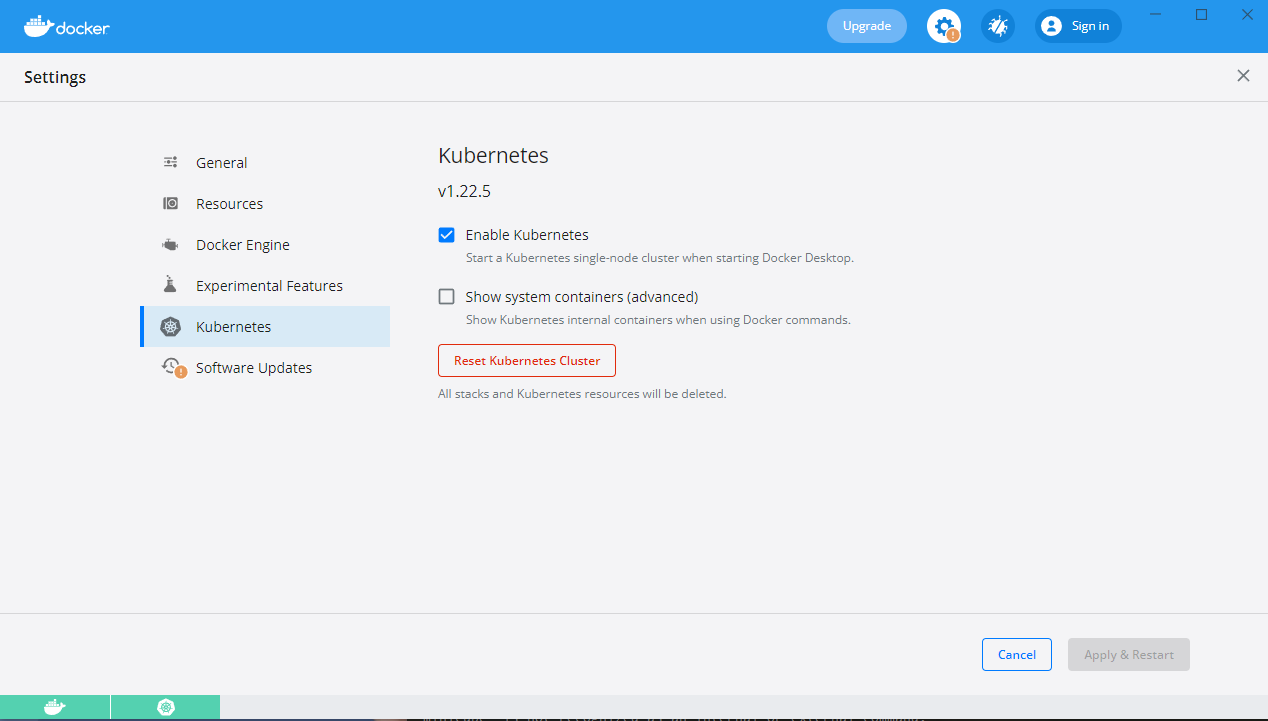 docker
Upgrade
Sign in
Settings
General
Resources
Docker Engine
Experimental Features
Kubernetes
Software Updates
Kubernetes
v1.22.5
Enable Kubernetes
Start a Kubernetes single-node cluster when starting Docker Desktop.
Show system containers (advanced)
Show Kubernetes internal containers when using Docker commands.
Reset Kubernetes Cluster
All stacks and Kubernetes resources will be deleted.
Cancel
Apply & Restart